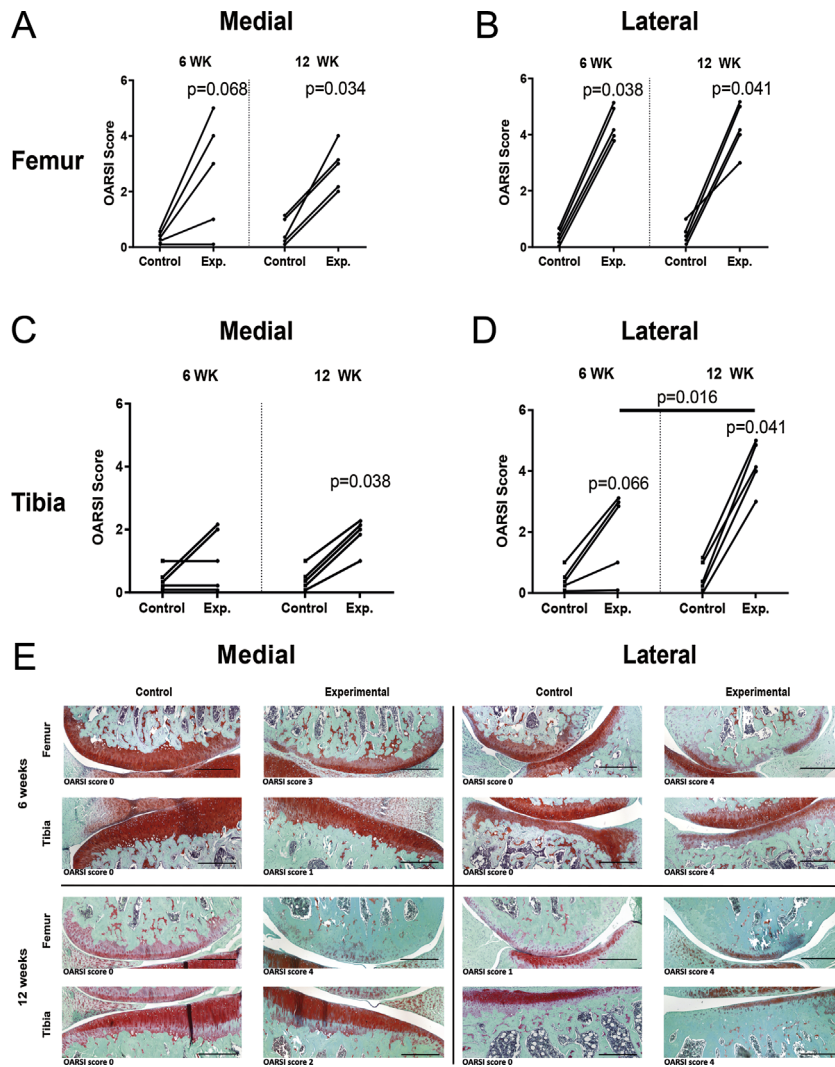 A Medial
6 WK 12 WK
p=0.068 p=0.034
Femur
OARSI Score
6
4
2
0
Control Exp. Control Exp.
B Lateral
6 WK 12 WK
p=0.038 p=0.041
OARSI Score
6
4
2
0
Control Exp. Control Exp.
C Medial
6 WK 12 WK
p=0.038
Tibia
OARSI Score
6
4
2
0
Control Exp. Control Exp.
D Lateral
6 WK 12 WK
p=0.016
p=0.066 p=0.041
OARSI Score
6
4
2
0
Control Exp. Control Exp.
E Medial Lateral
Control Experimental Control Experimental
6 weeks
Femur
OARSI score 0 OARSI score 3 OARSI score 0 OARSI score 4
Tibia
OARSI score 0 OARSI score 1 OARSI score 0 OARSI score 4
12 weeks
Femur
OARSI score 0 OARSI score 4 OARSI score 1 OARSI score 4
Tibia
OARSI score 0 OARSI score 2 OARSI score 0 OARSI score 4